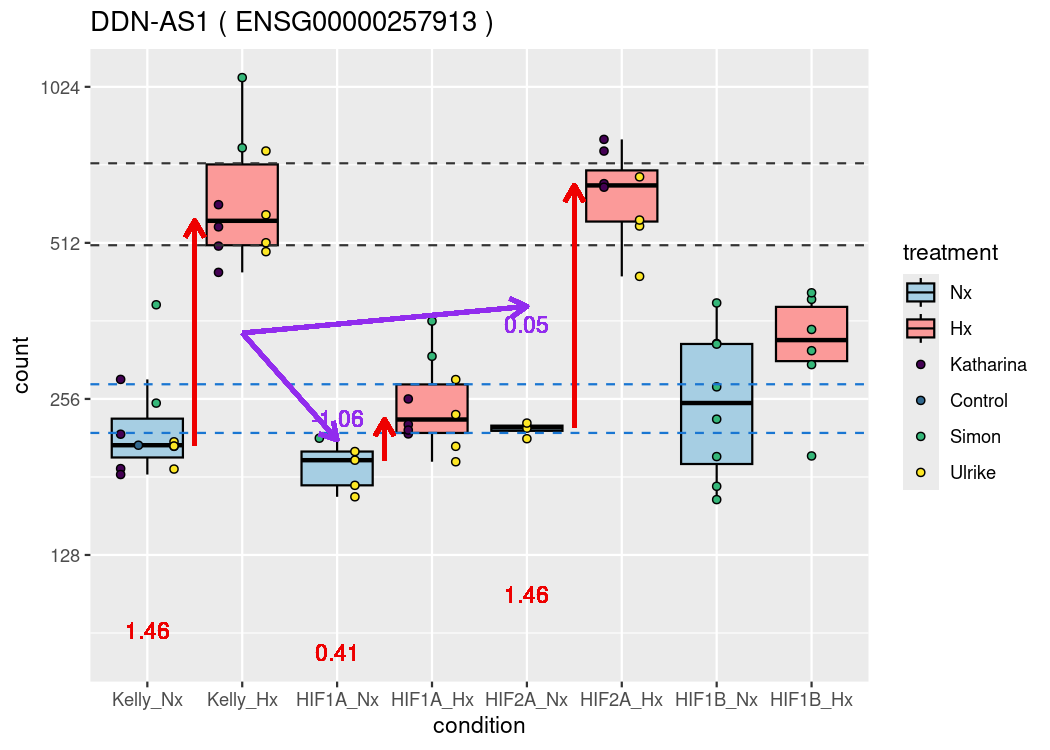 DDN-AS1 ( ENSG00000257913 )
1024
512
256
128
count
0.05
-1.06
1.46
0.41
1.46
Kelly_Nx Kelly_Hx HIF1A_Nx HIF1A_Hx HIF2A_Nx HIF2A_Hx HIF1B_Nx HIF1B_Hx
condition
treatment
Nx
Hx
Katharina
Control
Simon
Ulrike